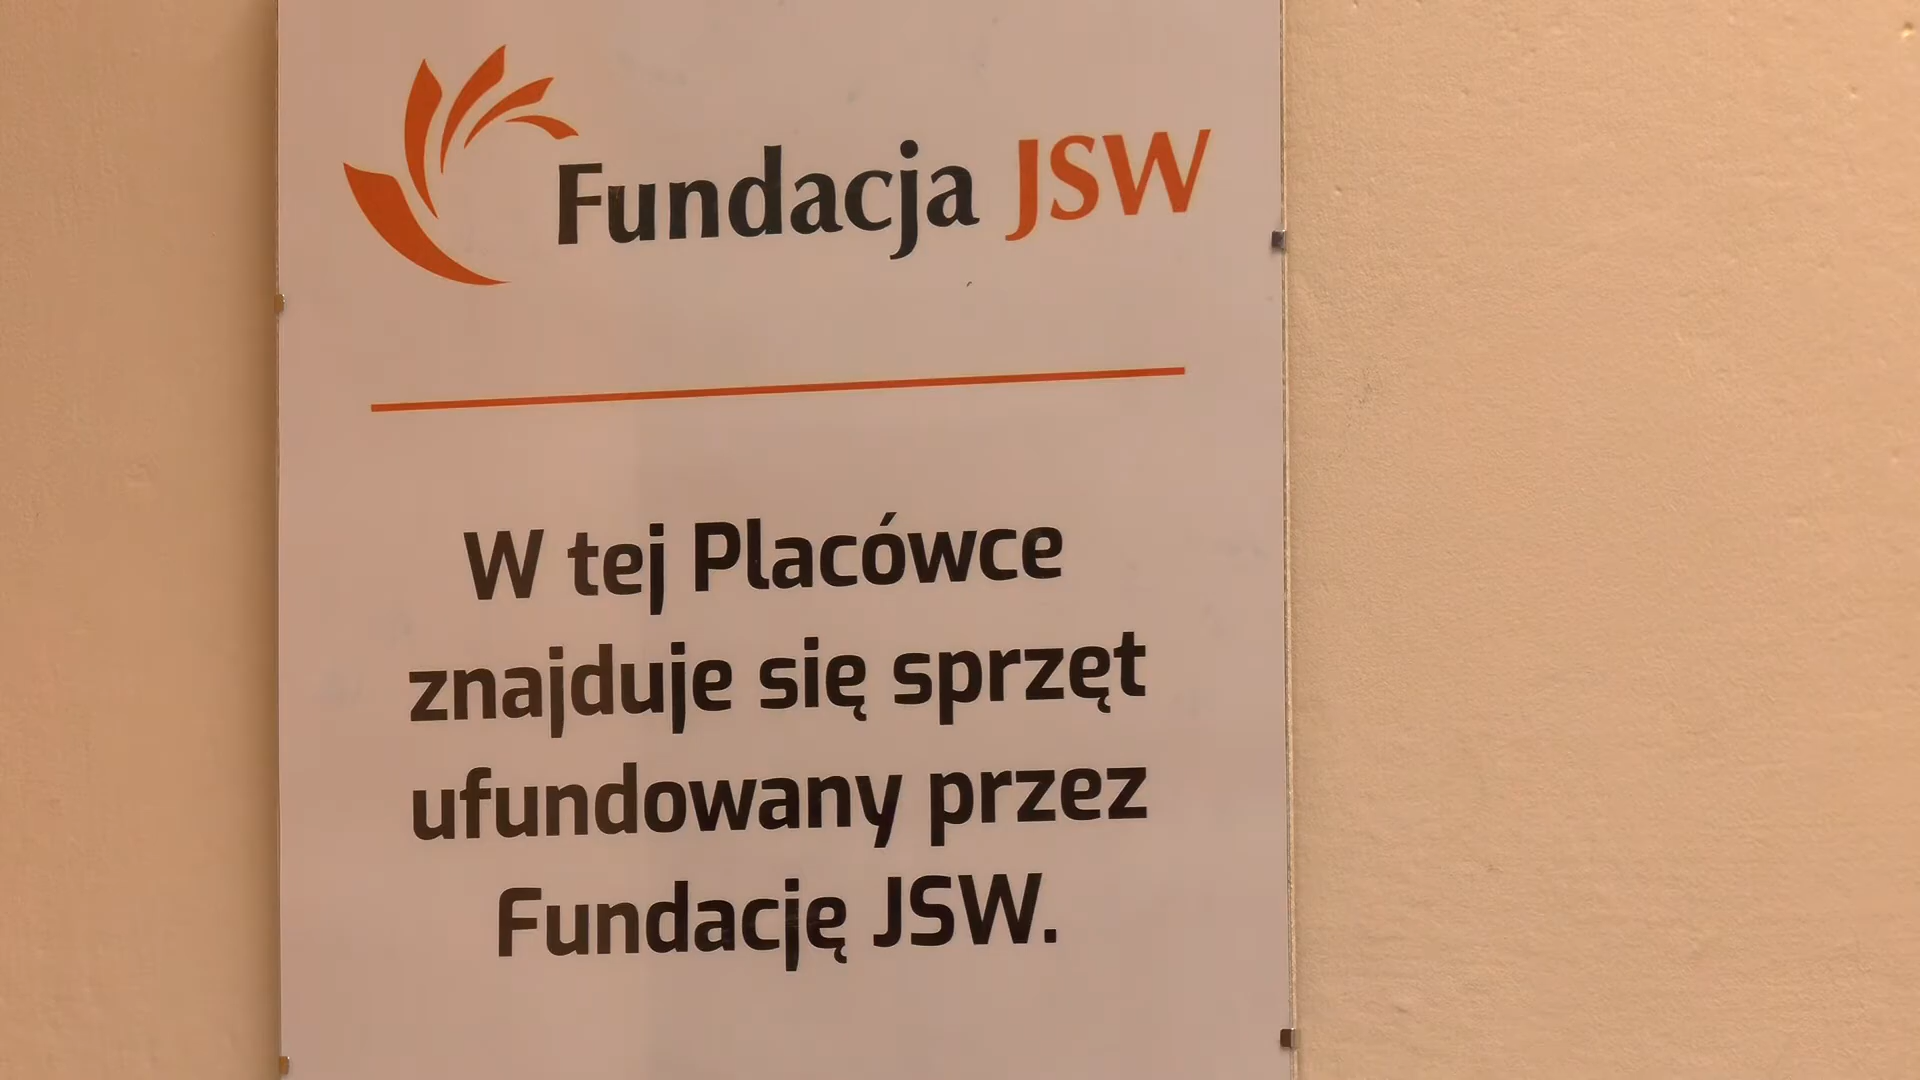 Fundacja JSW
W tej Placówce
znajduje się sprzęt
ufundowany przez
Fundację JSW.